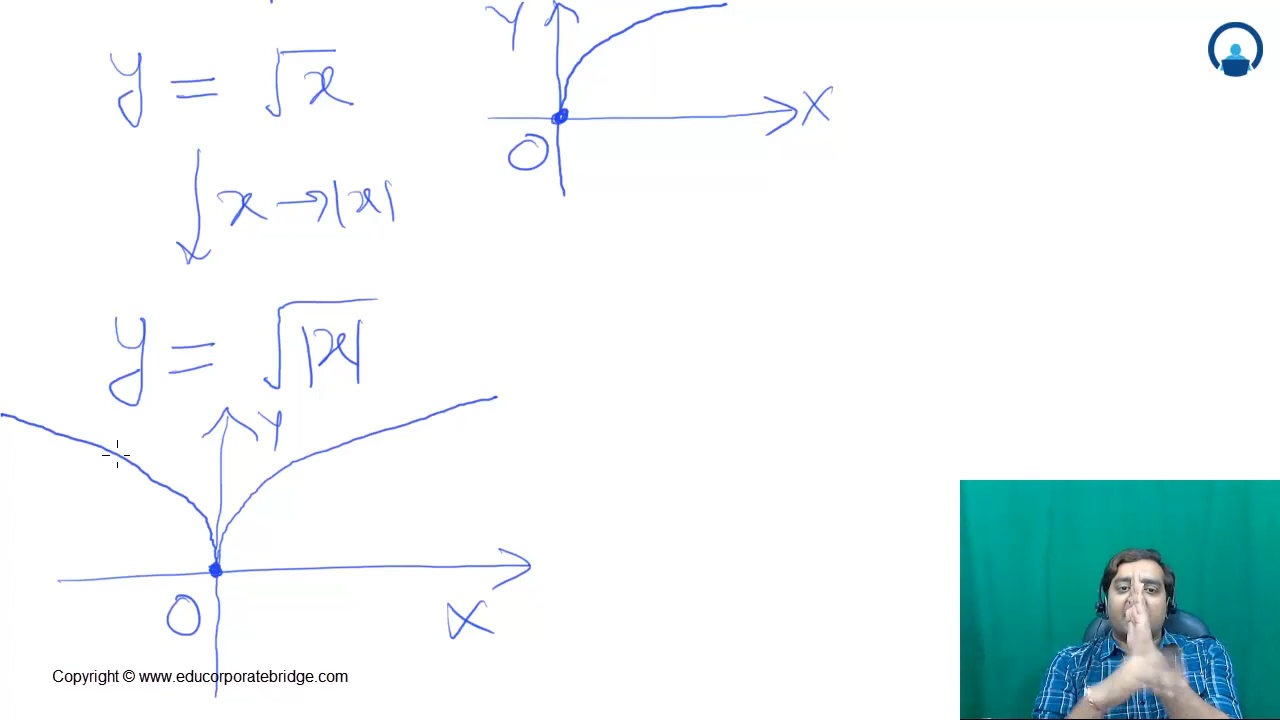 y = √x
Y
X
O
x → |x|
y = √|x|
Y
O
X
Copyright © www.educorporatebridge.com